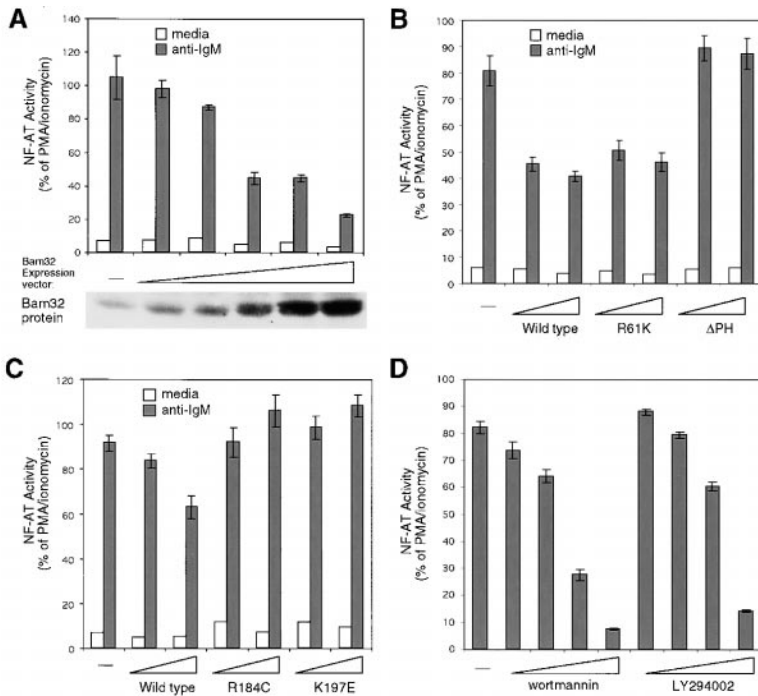 A
NF-AT Activity
(% of PMA/ionomycin)
140
120
100
80
60
40
20
0
media
anti-IgM
Bam32
Expression
vector:
—
Bam32
protein
B
NF-AT Activity
(% of PMA/ionomycin)
100
90
80
70
60
50
40
30
20
10
0
media
anti-IgM
—
Wild type
R61K
ΔPH
C
NF-AT Activity
(% of PMA/ionomycin)
120
100
80
60
40
20
0
media
anti-IgM
—
Wild type
R184C
K197E
D
NF-AT Activity
(% of PMA/ionomycin)
100
90
80
70
60
50
40
30
20
10
0
—
wortmannin
LY294002